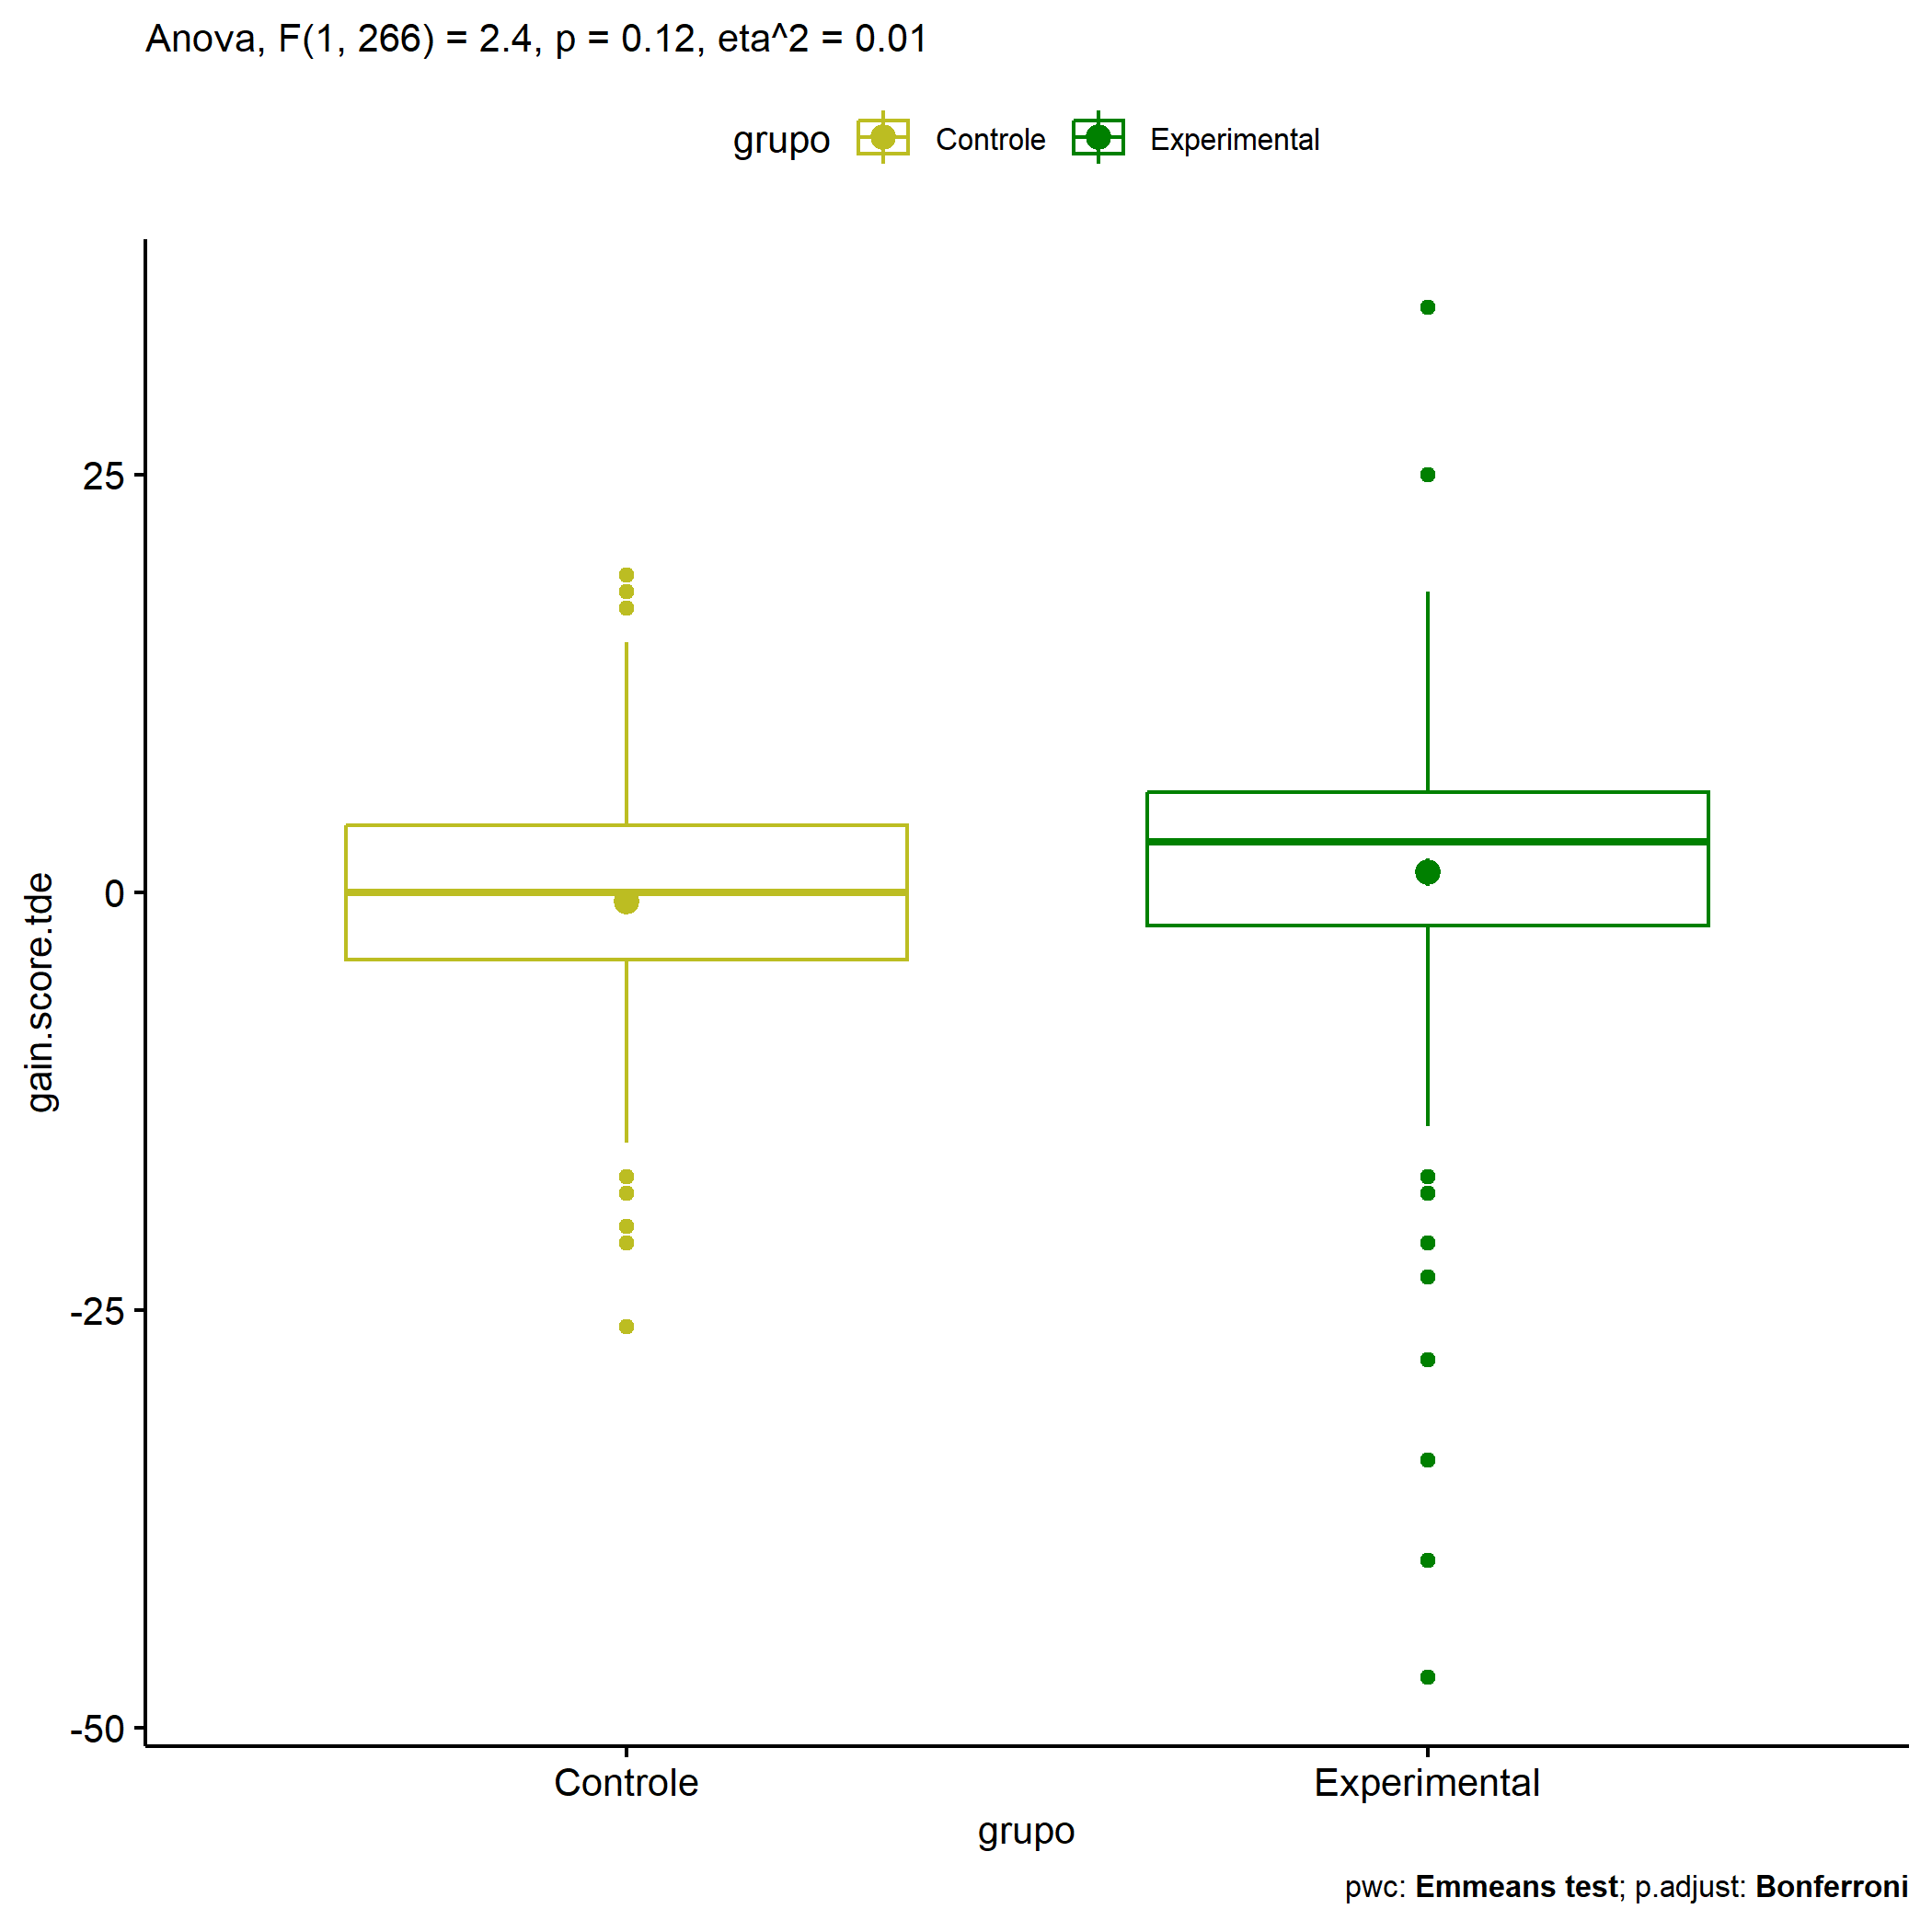 Anova, F(1, 266) = 2.4, p = 0.12, eta^2 = 0.01
grupo Controle Experimental
gain.score.tde
25
0
-25
-50
Controle Experimental
grupo
pwc: Emmeans test; p.adjust: Bonferroni